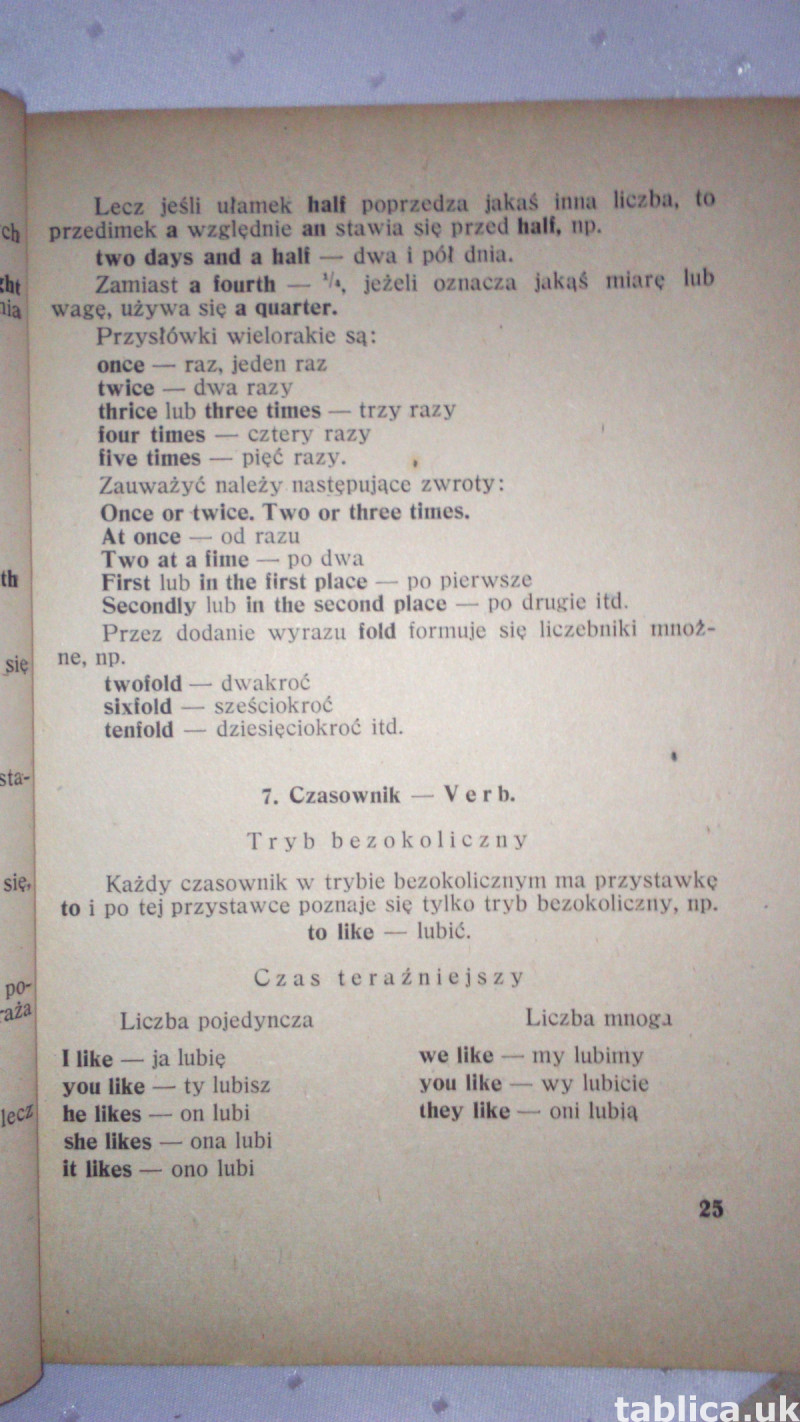 Lecz jeśli ułamek half poprzedza jakaś inna liczba, to
przedimek a względnie an stawia się przed half, np.
two days and a half — dwa i pół dnia.
Zamiast a fourth — ¹/₄, jeżeli oznacza jakąś miarę lub
wagę, używa się a quarter.
Przysłówki wielorakie są:
once — raz, jeden raz
twice — dwa razy
thrice lub three times — trzy razy
four times — cztery razy
five times — pięć razy.
Zauważyć należy następujące zwroty:
Once or twice. Two or three times.
At once — od razu
Two at a time — po dwa
First lub in the first place — po pierwsze
Secondly lub in the second place — po drugie itd.
Przez dodanie wyrazu fold formuje się liczebniki mnoż-
ne, np.
twofold — dwakroć
sixfold — sześciokroć
tenfold — dziesięciokroć itd.
7. Czasownik — Verb.
Tryb bezokoliczny
Każdy czasownik w trybie bezokolicznym ma przystawkę
to i po tej przystawce poznaje się tylko tryb bezokoliczny, np.
to like — lubić.
Czas teraźniejszy
Liczba pojedyncza
I like — ja lubię
you like — ty lubisz
he likes — on lubi
she likes — ona lubi
it likes — ono lubi
Liczba mnoga
we like — my lubimy
you like — wy lubicie
they like — oni lubią
25
ch
ght
nia
th
się
sta-
się,
po-
raża
lecz
tablica.uk